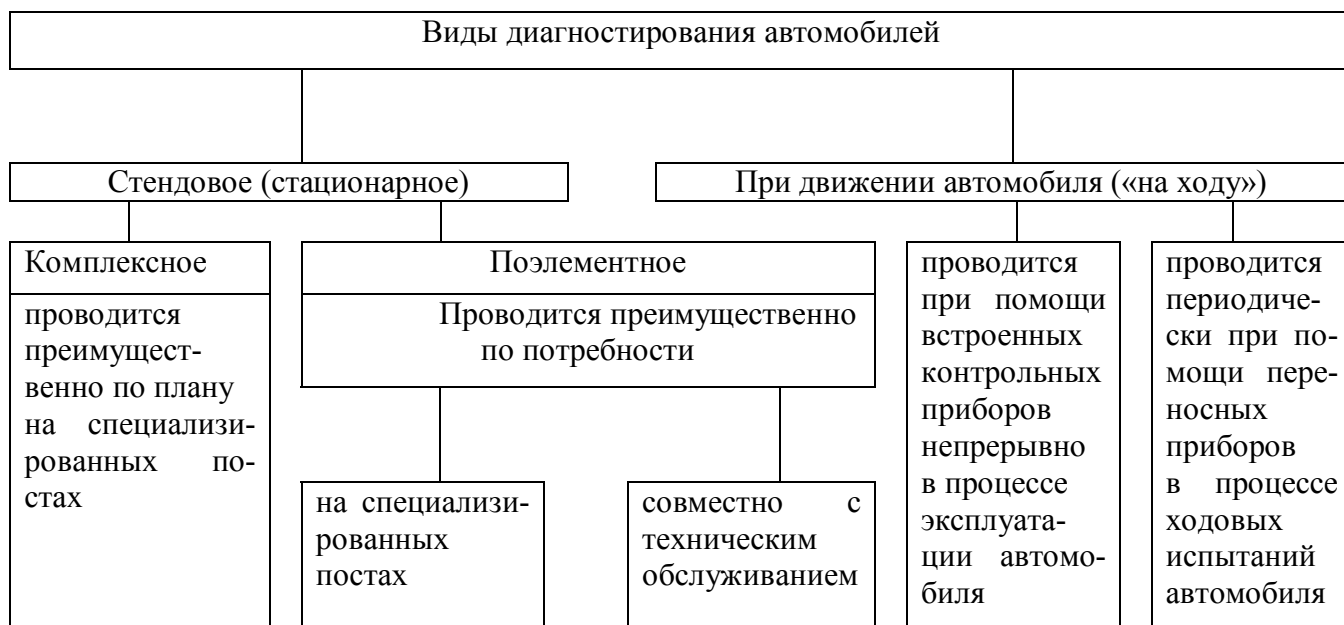 Виды диагностирования автомобилей
Стендовое (стационарное)
При движении автомобиля («на ходу»)
Комплексное
проводится
преимущест-
венно по плану
на специализи-
рованных по-
стах
Поэлементное
Проводится преимущественно
по потребности
на специализи-
рованных
постах
совместно с
техническим
обслуживанием
проводится
при помощи
встроенных
контрольных
приборов
непрерывно
в процессе
эксплуата-
ции автомо-
биля
проводится
периодиче-
ски при по-
мощи пере-
носных
приборов
в процессе
ходовых
испытаний
автомобиля